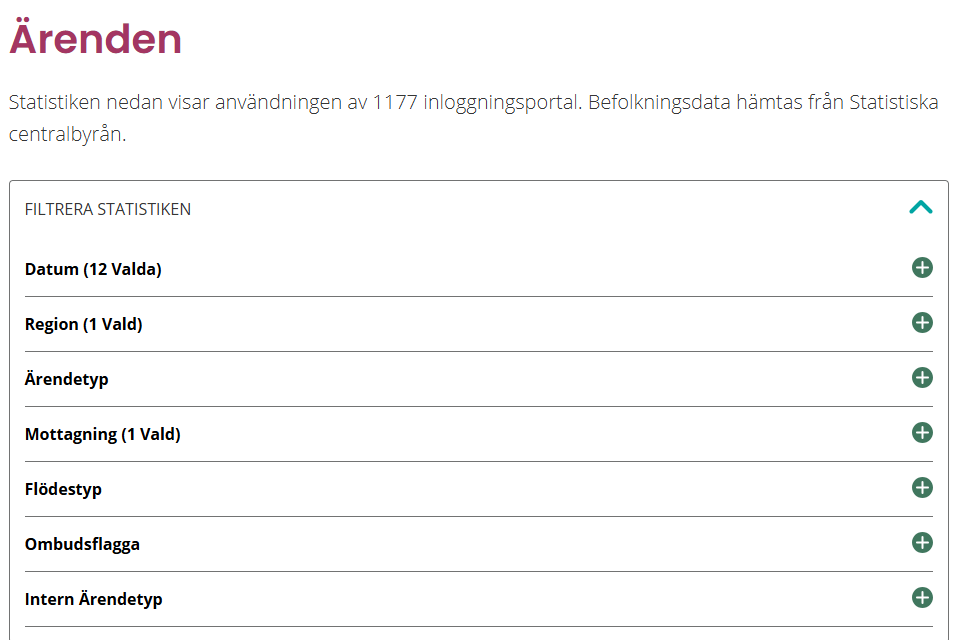 Ärenden
Statistiken nedan visar användningen av 1177 inloggningsportal. Befolkningsdata hämtas från Statistiska
centralbyrån.
FILTRERA STATISTIKEN
Datum (12 Valda)
Region (1 Vald)
Ärendetyp
Mottagning (1 Vald)
Flödestyp
Ombudsflagga
Intern Ärendetyp